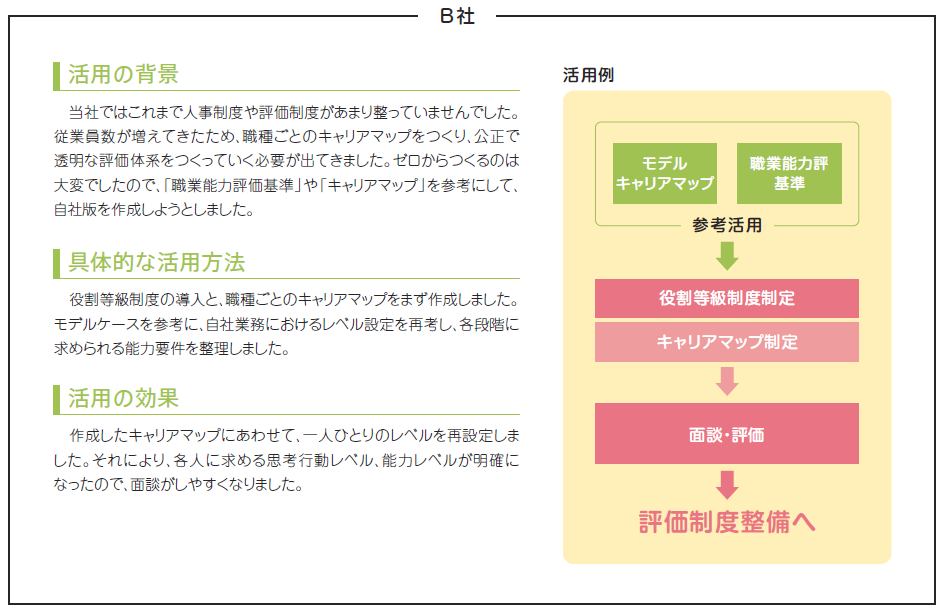 B社
活用の背景
当社ではこれまで人事制度や評価制度があまり整っていませんでした。
従業員数が増えてきたため、職種ごとのキャリアマップをつくり、公正で
透明な評価体系をつくっていく必要が出てきました。ゼロからつくるのは
大変でしたので、「職業能力評価基準」や「キャリアマップ」を参考にして、
自社版を作成しようとしました。
具体的な活用方法
役割等級制度の導入と、職種ごとのキャリアマップをまず作成しました。
モデルケースを参考に、自社業務におけるレベル設定を再考し、各段階に
求められる能力要件を整理しました。
活用の効果
作成したキャリアマップにあわせて、一人ひとりのレベルを再設定しま
した。それにより、各人に求める思考行動レベル、能力レベルが明確に
なったので、面談がしやすくなりました。
活用例
モデル
キャリアマップ
職業能力評
基準
参考活用
役割等級制度制定
キャリアマップ制定
面談・評価
評価制度整備へ